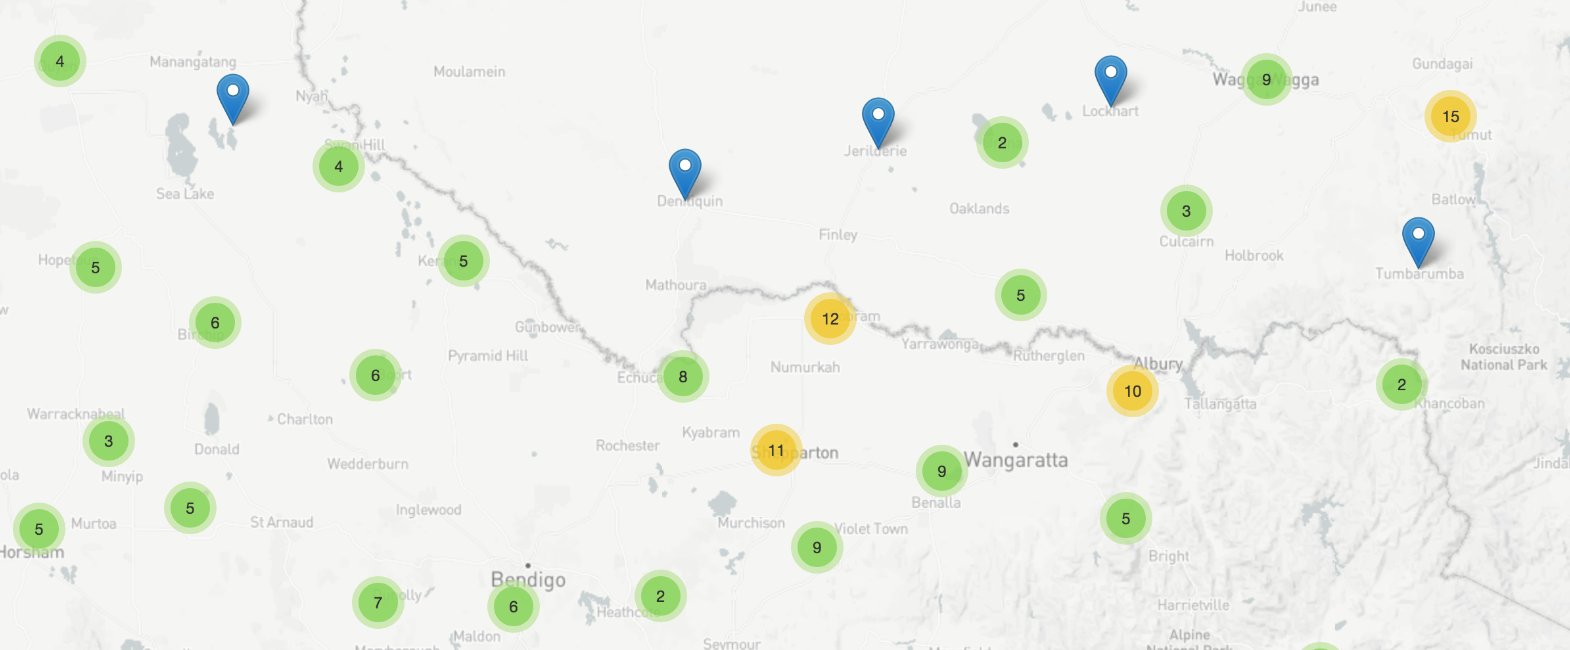 Junee
4
Manangatang
Moulamein
Gundagai
Wagga Wagga
9
Nyah
Lockhart
15
Tumut
Swan Hill
4
2
Jerilderie
Sea Lake
Deniliquin
Batlow
Oaklands
3
Finley
Culcairn
Hopetoun
5
Kerang
5
Holbrook
Tumbarumba
Mathoura
5
6
Birchip
Gunbower
12
Yarrawonga
Rutherglen
Pyramid Hill
Numurkah
Albury
Kosciuszko
National Park
6
Echuca
8
10
2
Khancoban
Tallangatta
Warracknabeal
Charlton
3
Donald
Rochester
Kyabram
11
Shepparton
Wangaratta
Wedderburn
9
Minyip
Benalla
5
Inglewood
5
Murtoa
St Arnaud
Murchison
Violet Town
5
Horsham
9
Bright
Bendigo
7
6
Heathcote
2
Harrietville
Maldon
Seymour
Alpine
National Park